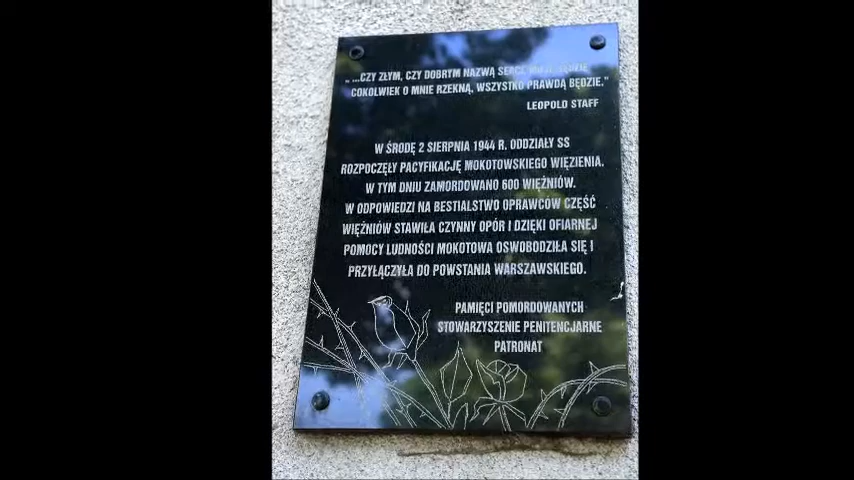 „...CZY ZŁYM, CZY DOBRYM NAZWĄ SERCE MOJE BĘDZIE
COKOLWIEK O MNIE RZEKNĄ, WSZYSTKO PRAWDĄ BĘDZIE.”
LEOPOLD STAFF
W ŚRODĘ 2 SIERPNIA 1944 R. ODDZIAŁY SS
ROZPOCZĘŁY PACYFIKACJĘ MOKOTOWSKIEGO WIĘZIENIA.
W TYM DNIU ZAMORDOWANO 600 WIĘŹNIÓW.
W ODPOWIEDZI NA BESTIALSTWO OPRAWCÓW CZĘŚĆ
WIĘŹNIÓW STAWIŁA CZYNNY OPÓR I DZIĘKI OFIARNEJ
POMOCY LUDNOŚCI MOKOTOWA OSWOBODZIŁA SIĘ I
PRZYŁĄCZYŁA DO POWSTANIA WARSZAWSKIEGO.
PAMIĘCI POMORDOWANYCH
STOWARZYSZENIE PENITENCJARNE
PATRONAT